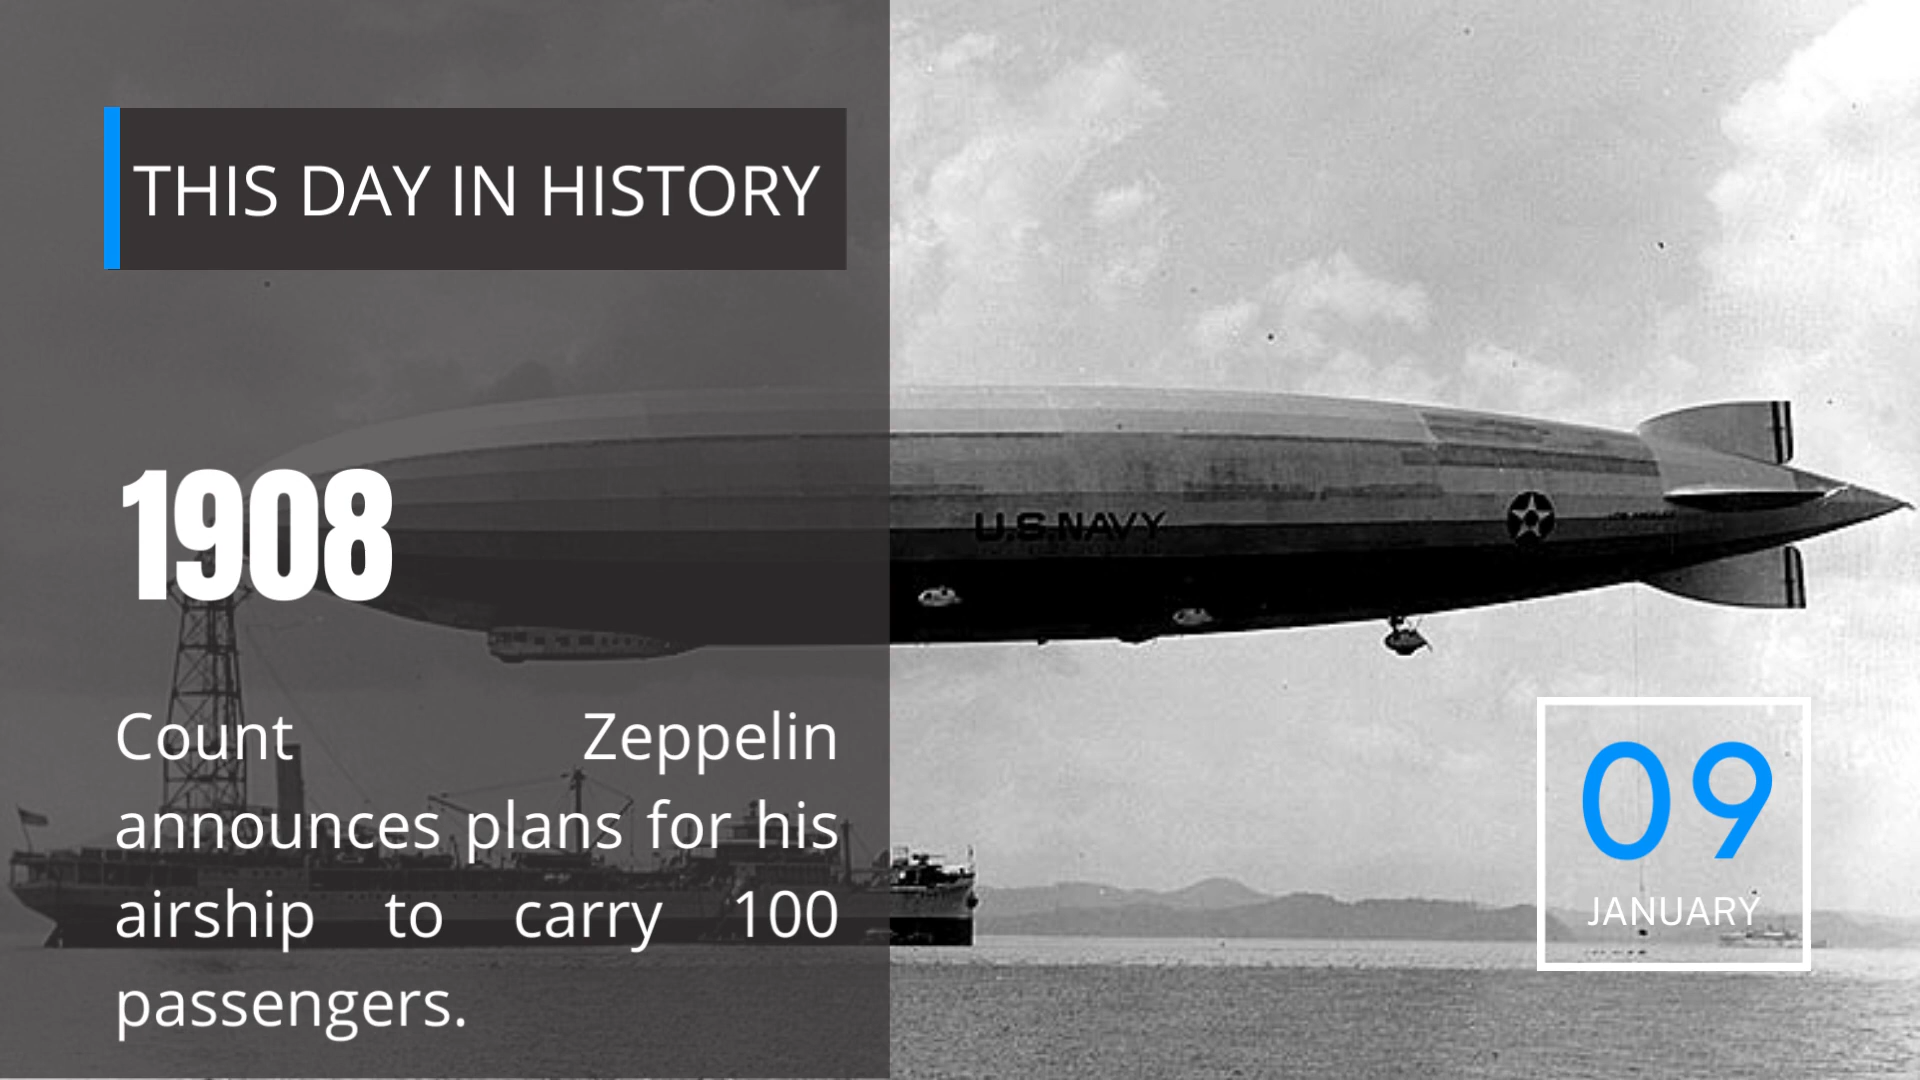 THIS DAY IN HISTORY
1908
Count Zeppelin
announces plans for his
airship to carry 100
passengers.
U.S. NAVY
09
JANUARY